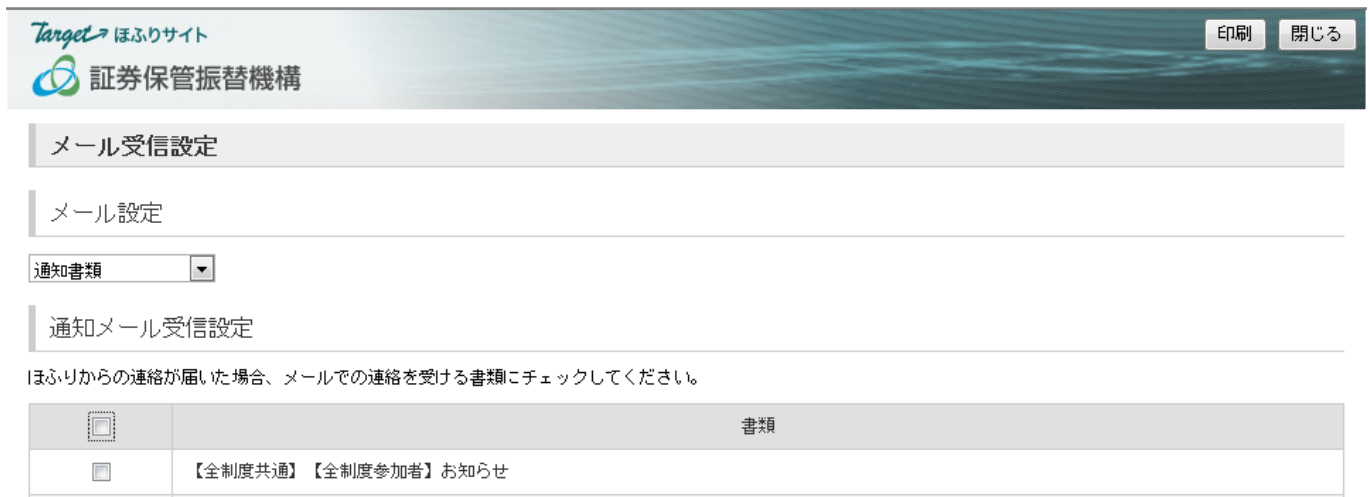 Target ほふりサイト
印刷 閉じる
証券保管振替機構
メール受信設定
メール設定
通知書類
通知メール受信設定
ほふりからの連絡が届いた場合、メールでの連絡を受ける書類にチェックしてください。
書類
【全制度共通】【全制度参加者】お知らせ